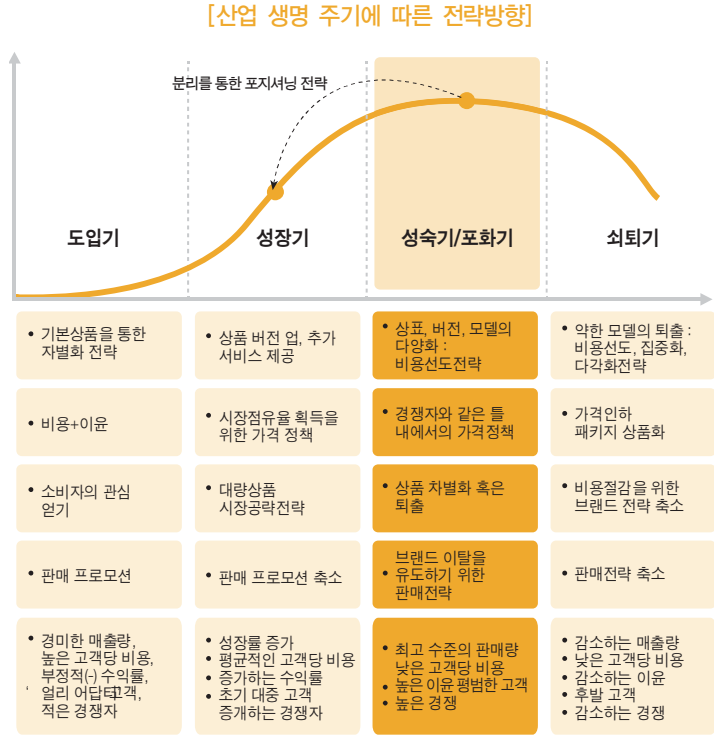 [산업 생명 주기에 따른 전략방향]
분리를 통한 포지셔닝 전략
도입기
성장기
성숙기/포화기
쇠퇴기
• 기본상품을 통한
자별화 전략
• 상품 버전 업, 추가
서비스 제공
• 상표, 버전, 모델의
다양화 :
비용선도전략
• 약한 모델의 퇴출 :
비용선도, 집중화,
다각화전략
• 비용+이윤
• 시장점유율 획득을
위한 가격 정책
• 경쟁자와 같은 틀
내에서의 가격정책
• 가격인하
패키지 상품화
• 소비자의 관심
얻기
• 대량상품
시장공략전략
• 상품 차별화 혹은
퇴출
• 비용절감을 위한
브랜드 전략 축소
• 판매 프로모션
• 판매 프로모션 축소
브랜드 이탈을
• 유도하기 위한
판매전략
• 판매전략 축소
• 경미한 매출량,
높은 고객당 비용,
부정적(-) 수익률,
얼리 어답터고객,
적은 경쟁자
• 성장률 증가
• 평균적인 고객당 비용
• 증가하는 수익률
• 초기 대중 고객
증개하는 경쟁자
• 최고 수준의 판매량
낮은 고객당 비용
• 높은 이윤 평범한 고객
• 높은 경쟁
• 감소하는 매출량
• 낮은 고객당 비용
• 감소하는 이윤
• 후발 고객
• 감소하는 경쟁